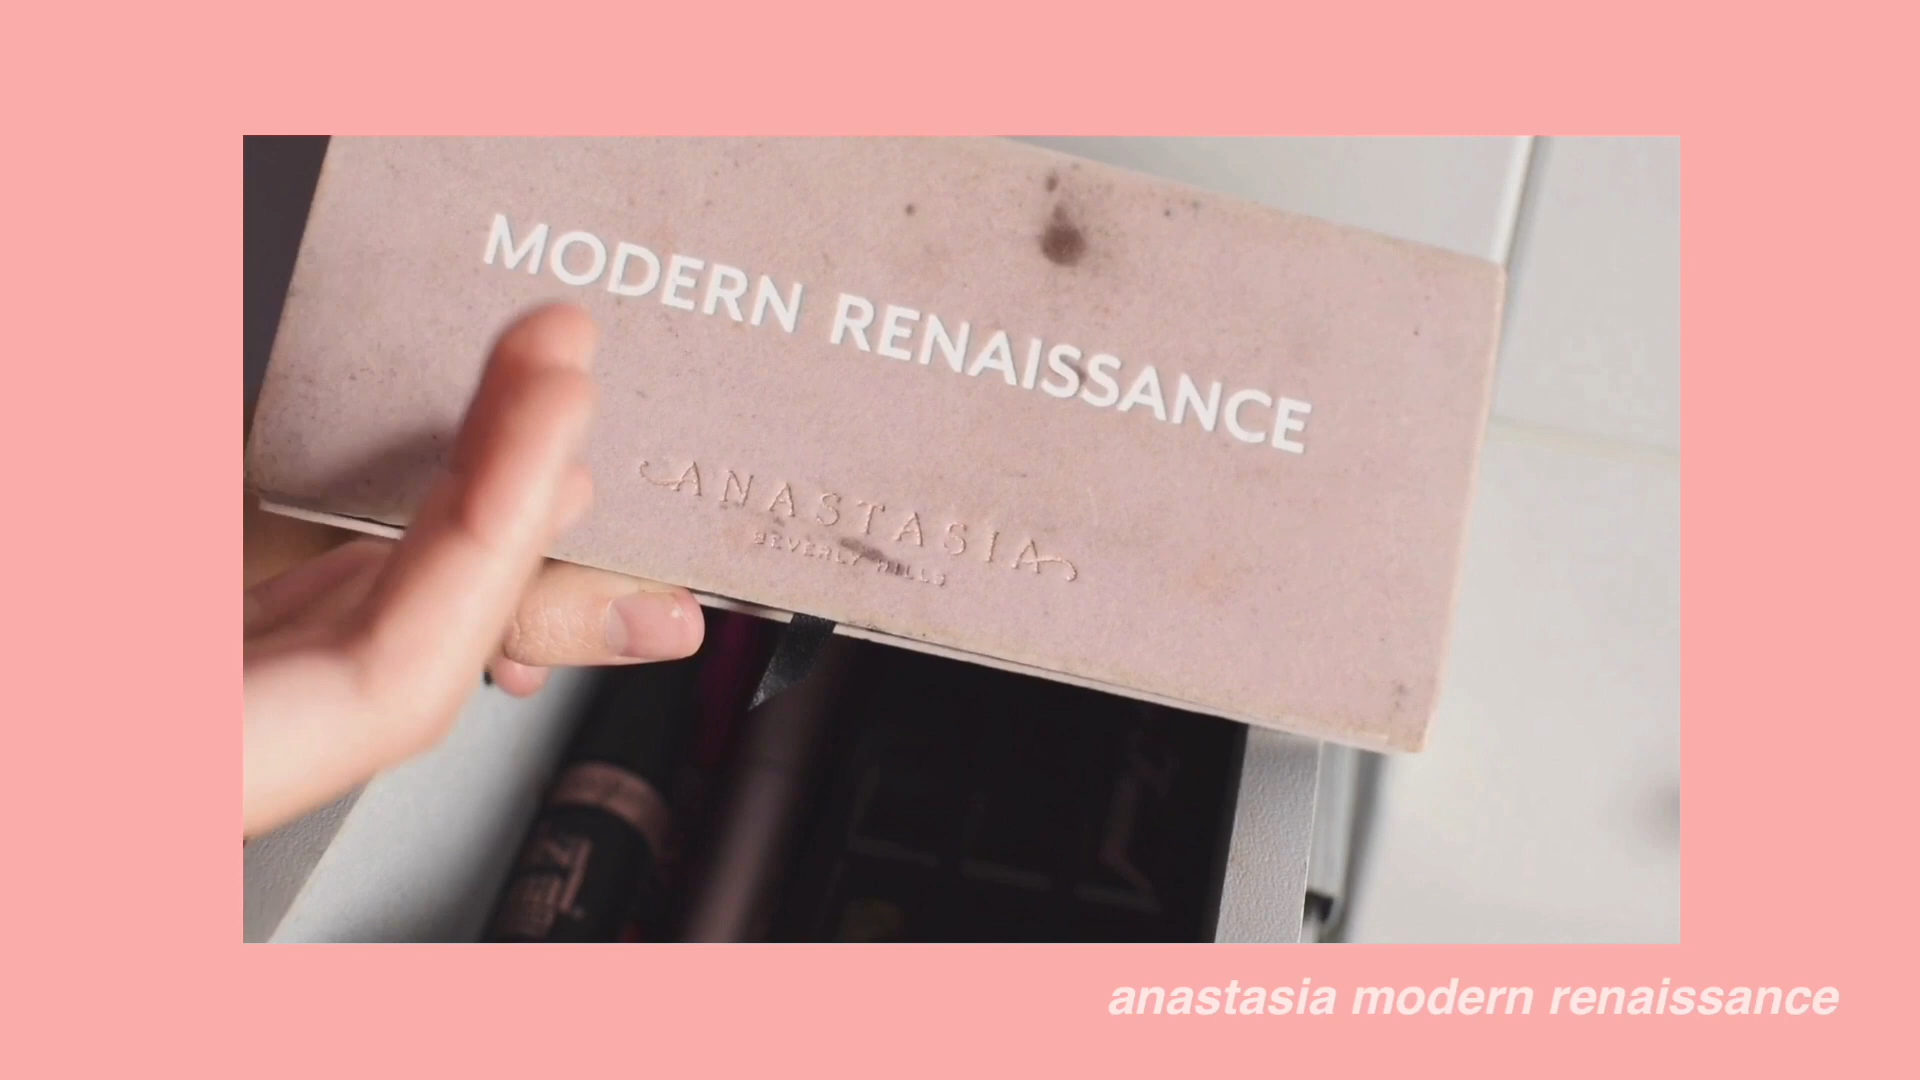 MODERN RENAISSANCE
ANASTASIA
BEVERLY HILLS
anastasia modern renaissance